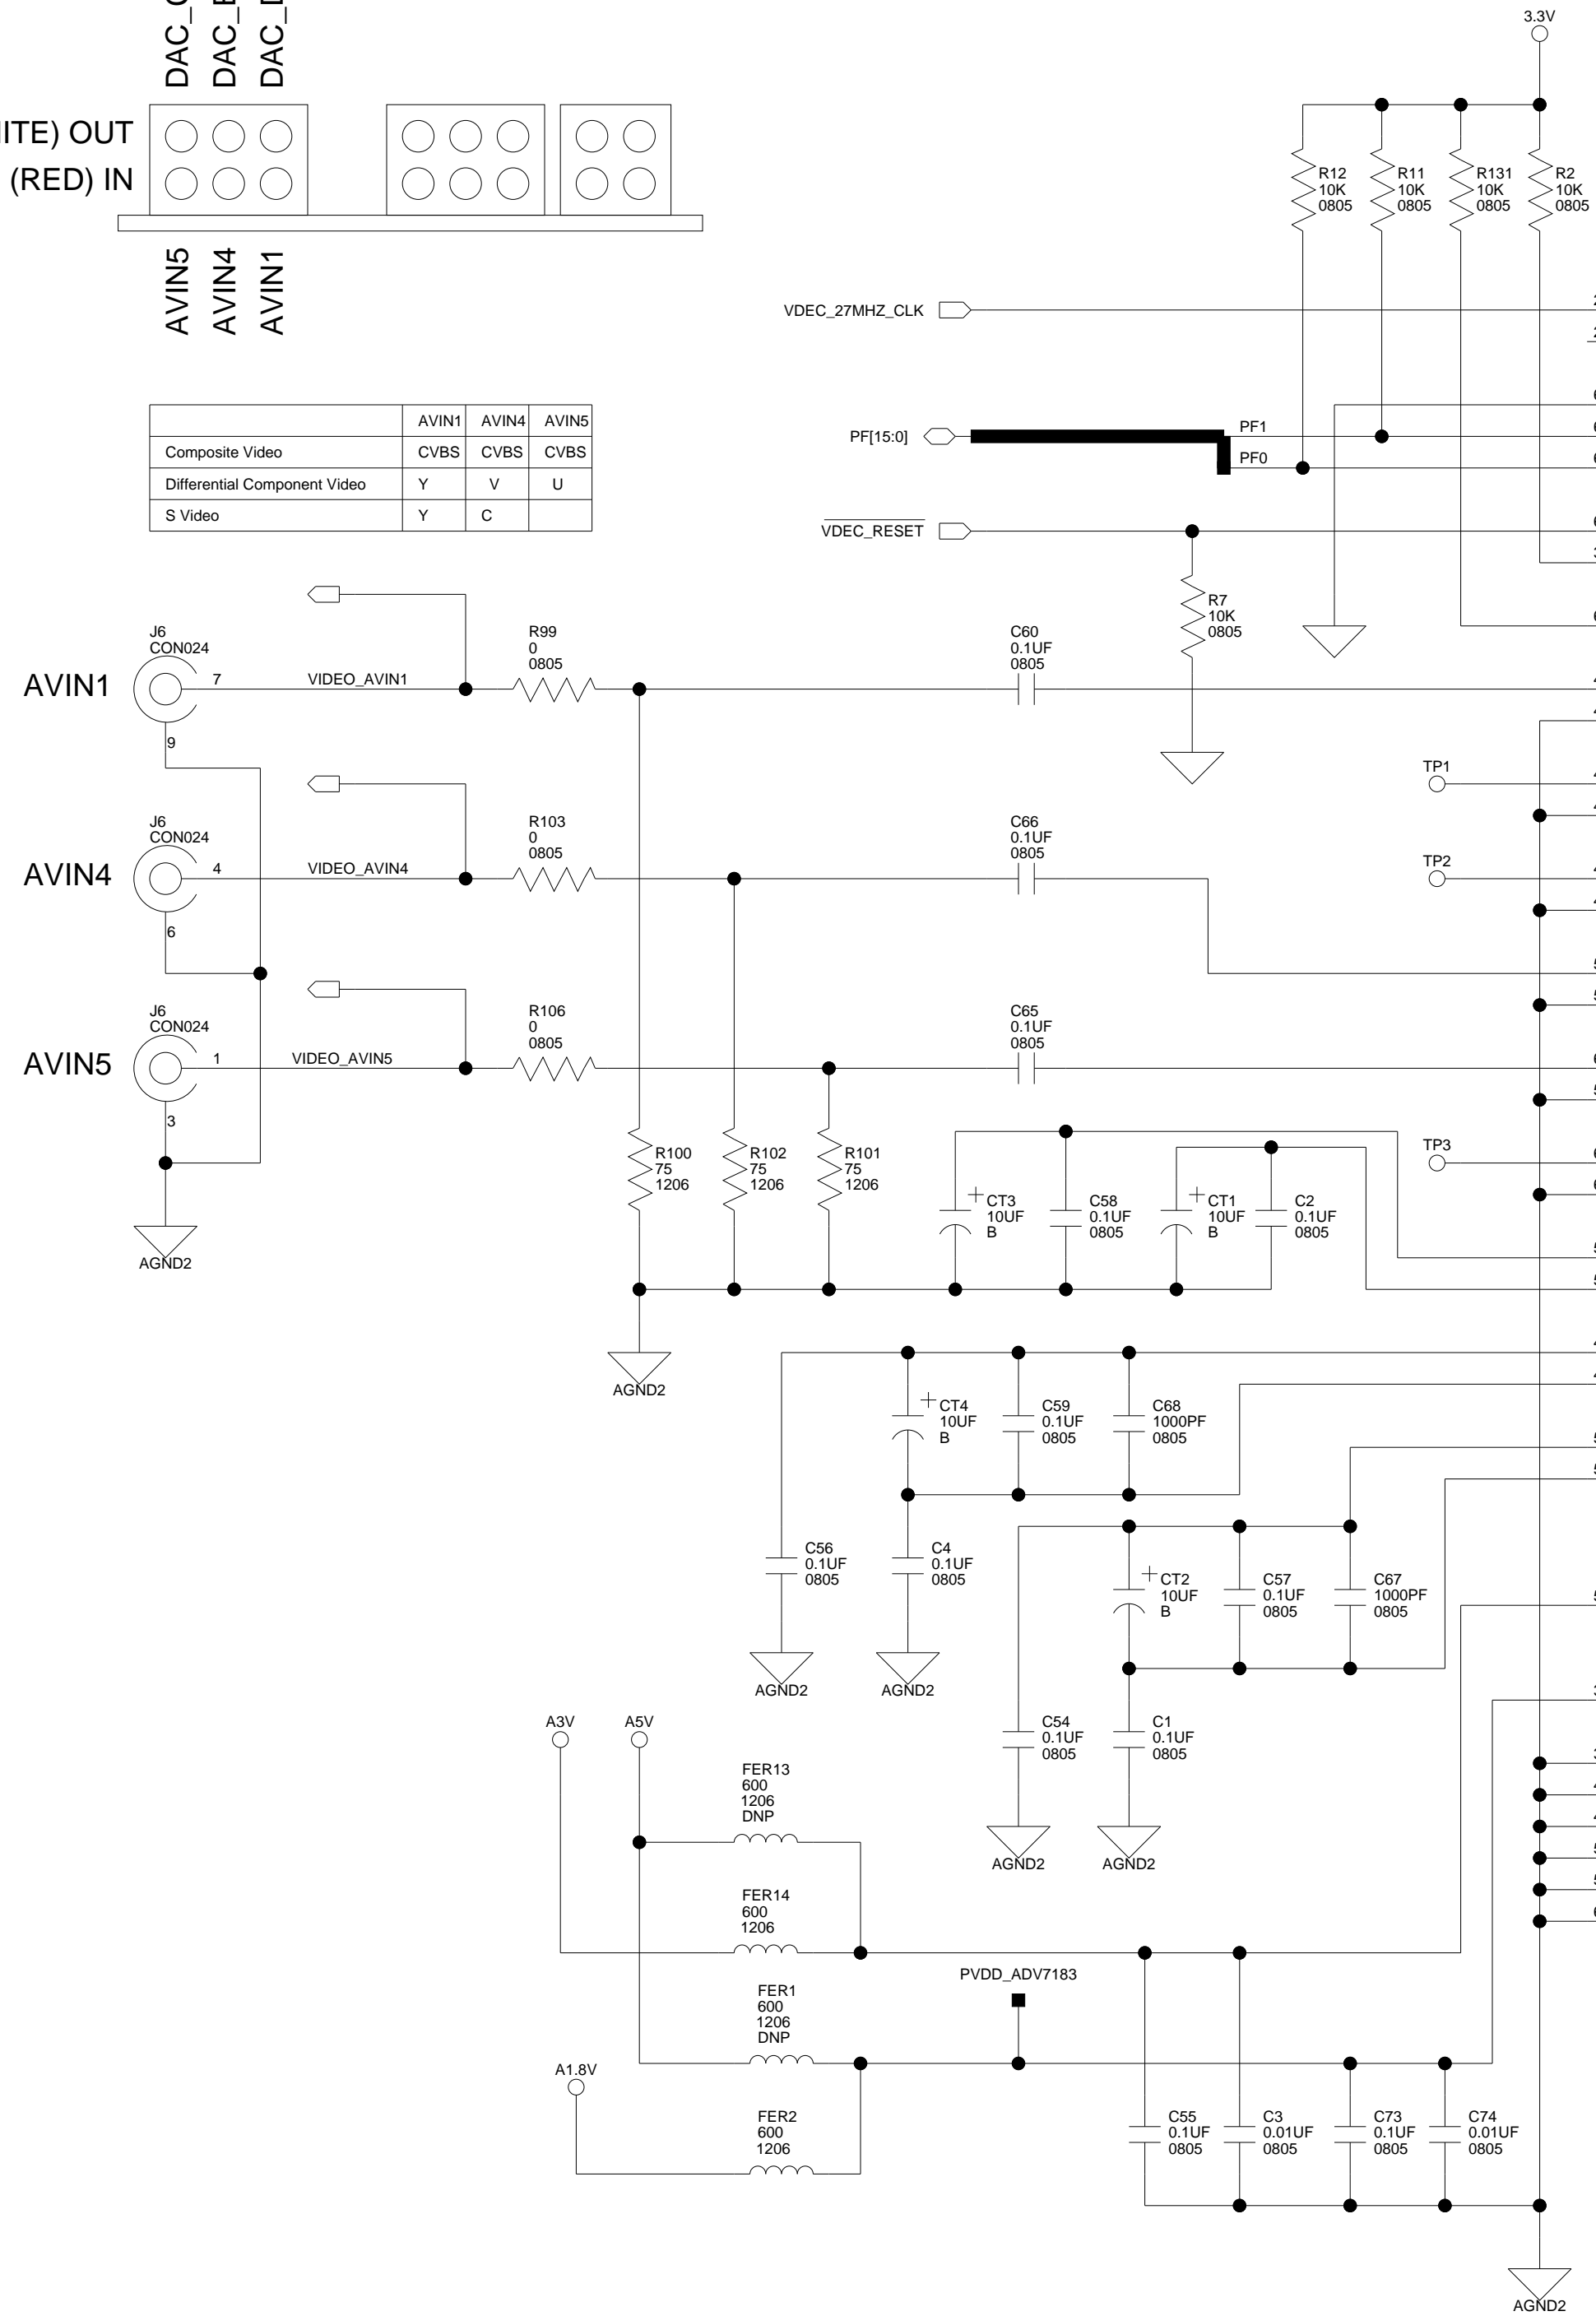 3.3V
OUT
(RED) IN
AVIN5
AVIN4
AVIN1
R12
10K
0805
R11
10K
0805
R131
10K
0805
R2
10K
0805
VDEC_27MHZ_CLK
AVIN1 AVIN4 AVIN5
Composite Video CVBS CVBS CVBS
Differential Component Video Y V U
S Video Y C
PF[15:0]
PF1
PF0
VDEC_RESET
R7
10K
0805
AVIN1
J6
CON024
7
9
VIDEO_AVIN1
R99
0
0805
C60
0.1UF
0805
TP1
AVIN4
J6
CON024
4
6
VIDEO_AVIN4
R103
0
0805
C66
0.1UF
0805
TP2
AVIN5
J6
CON024
1
3
VIDEO_AVIN5
R106
0
0805
C65
0.1UF
0805
AGND2
R100
75
1206
R102
75
1206
R101
75
1206
TP3
CT3
10UF
B
C58
0.1UF
0805
CT1
10UF
B
C2
0.1UF
0805
AGND2
CT4
10UF
B
C59
0.1UF
0805
C68
1000PF
0805
C56
0.1UF
0805
C4
0.1UF
0805
CT2
10UF
B
C57
0.1UF
0805
C67
1000PF
0805
AGND2
AGND2
C54
0.1UF
0805
C1
0.1UF
0805
AGND2
AGND2
A3V
A5V
FER13
600
1206
DNP
FER14
600
1206
PVDD_ADV7183
FER1
600
1206
DNP
A1.8V
FER2
600
1206
C55
0.1UF
0805
C3
0.01UF
0805
C73
0.1UF
0805
C74
0.01UF
0805
AGND2